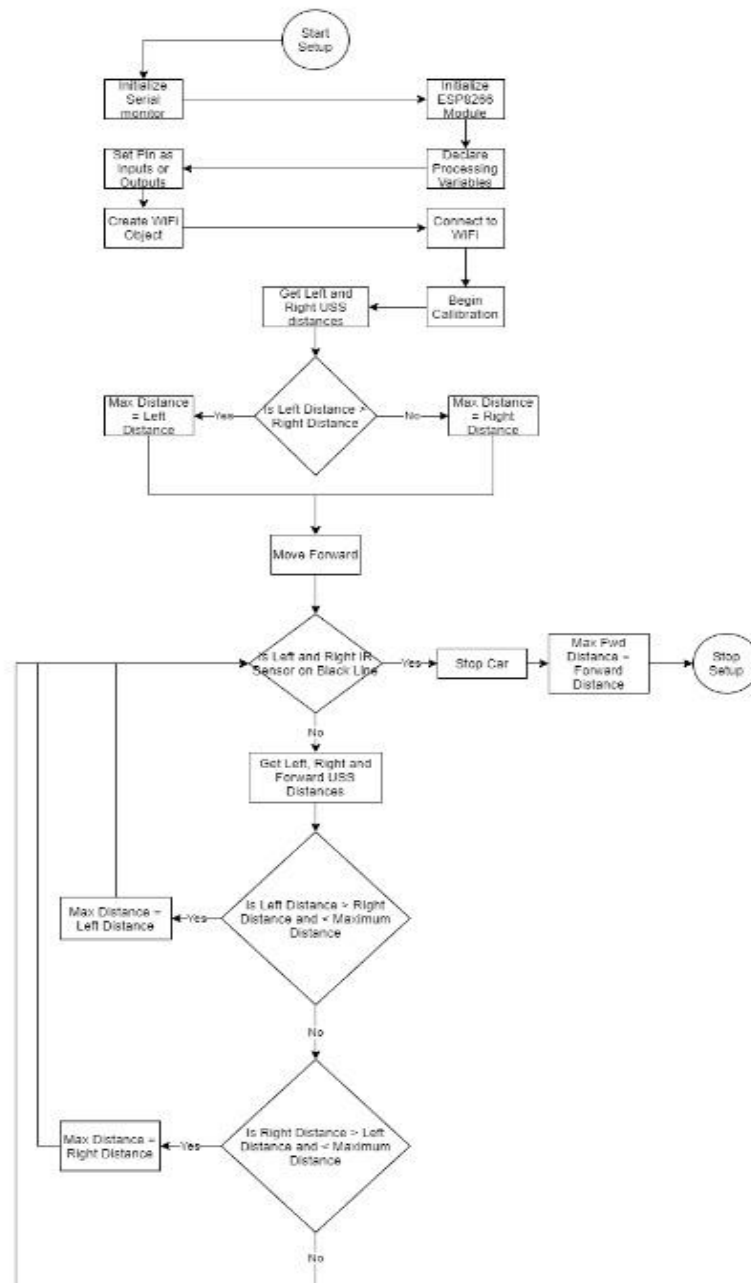 Start
Setup
Initialize
Serial
monitor
Initialize
ESP8266
Module
Set Pin as
Inputs or
Outputs
Declare
Processing
Variables
Create WiFi
Object
Connect to
WiFi
Get Left and
Right USS
distances
Begin
Callibration
Max Distance
= Left
Distance
Yes
Is Left Distance >
Right Distance
No
Max Distance
= Right
Distance
Move Forward
Is Left and Right IR
Sensor on Black Line
Yes
Stop Car
Max Fwd
Distance =
Forward
Distance
Stop
Setup
No
Get Left, Right and
Forward USS
Distances
Max Distance =
Left Distance
Yes
Is Left Distance > Right
Distance and < Maximum
Distance
No
Max Distance =
Right Distance
Yes
Is Right Distance > Left
Distance and < Maximum
Distance
No